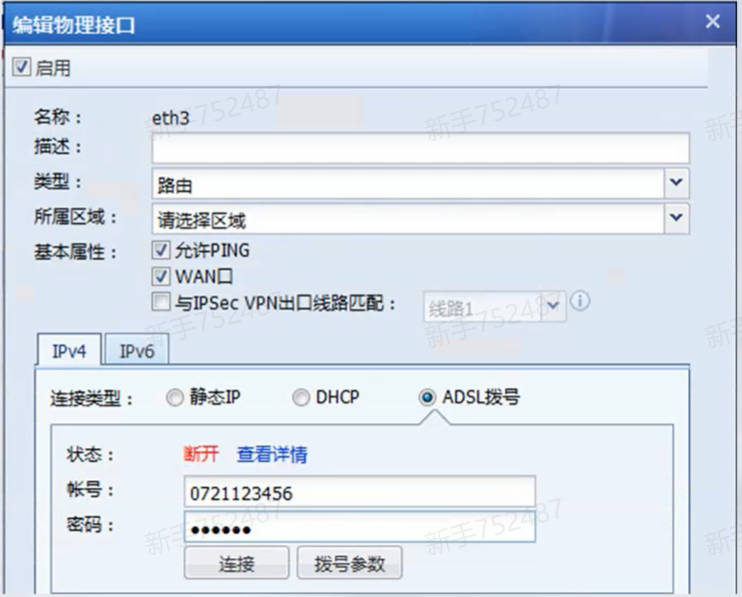 编辑物理接口
启用
名称： eth3
描述：
类型： 路由
所属区域： 请选择区域
基本属性： 允许PING
WAN口
与IPSec VPN出口线路匹配： 线路1
IPv4 IPv6
连接类型： 静态IP DHCP ADSL拨号
状态： 断开 查看详情
帐号： 0721123456
密码： ●●●●●●
连接 拨号参数
新手752487
新手752487
新手
新手752487
新手752487
新手
新手752487
新手752487
新手